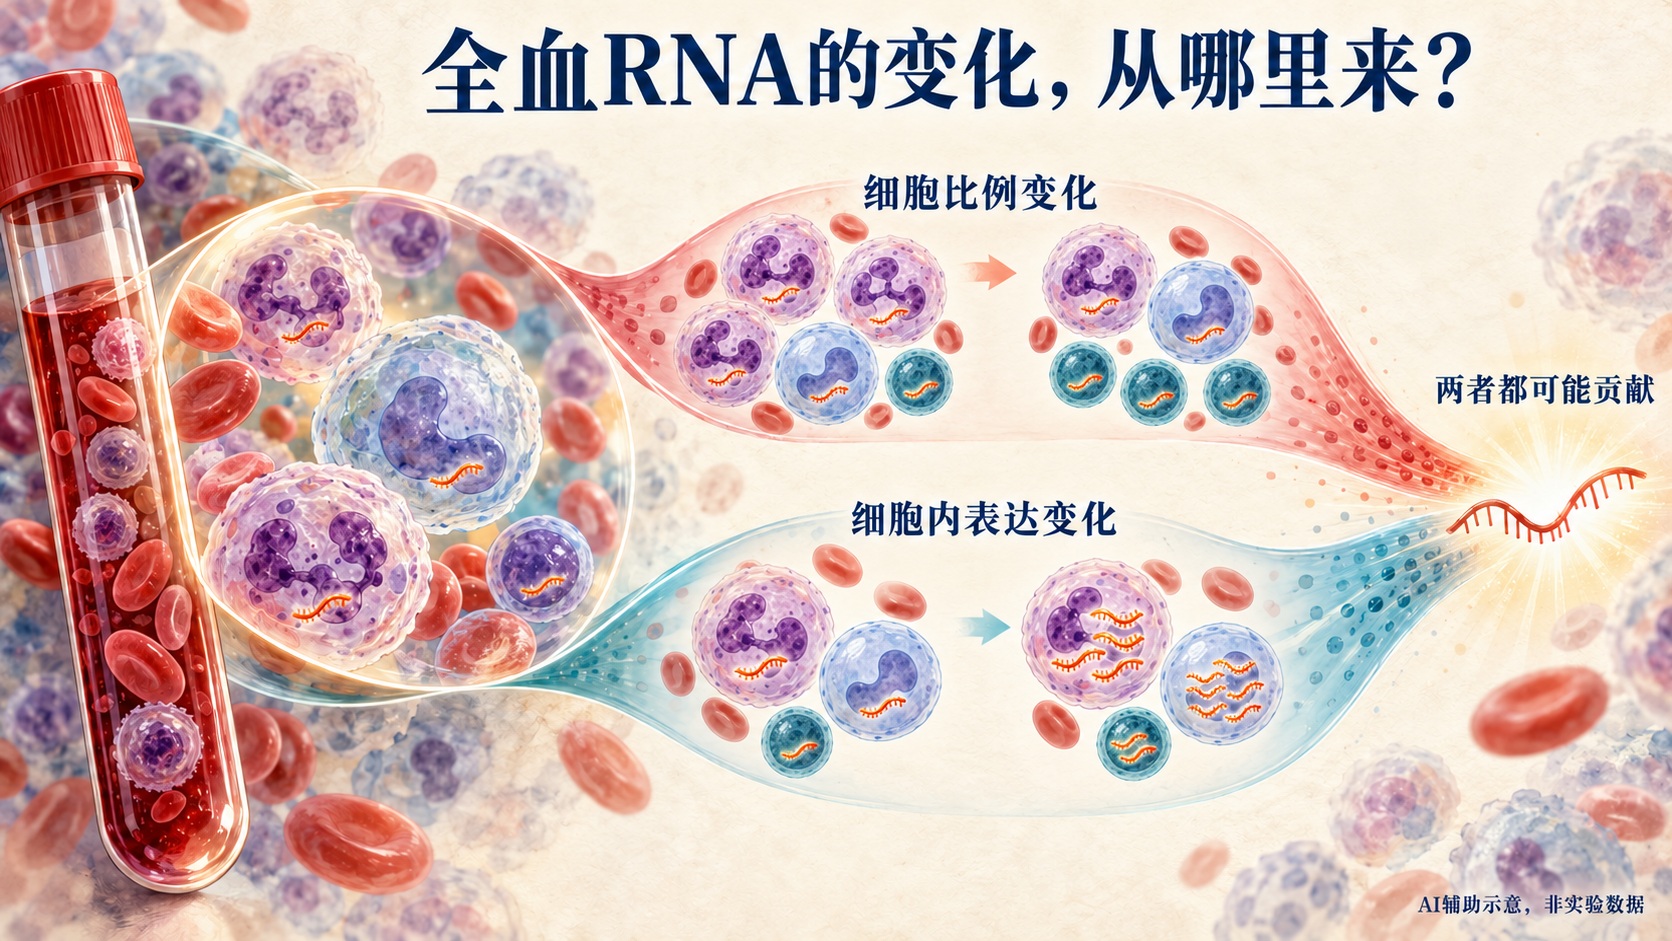 全血RNA的变化，从哪里来？
细胞比例变化
两者都可能贡献
细胞内表达变化
AI辅助示意，非实验数据